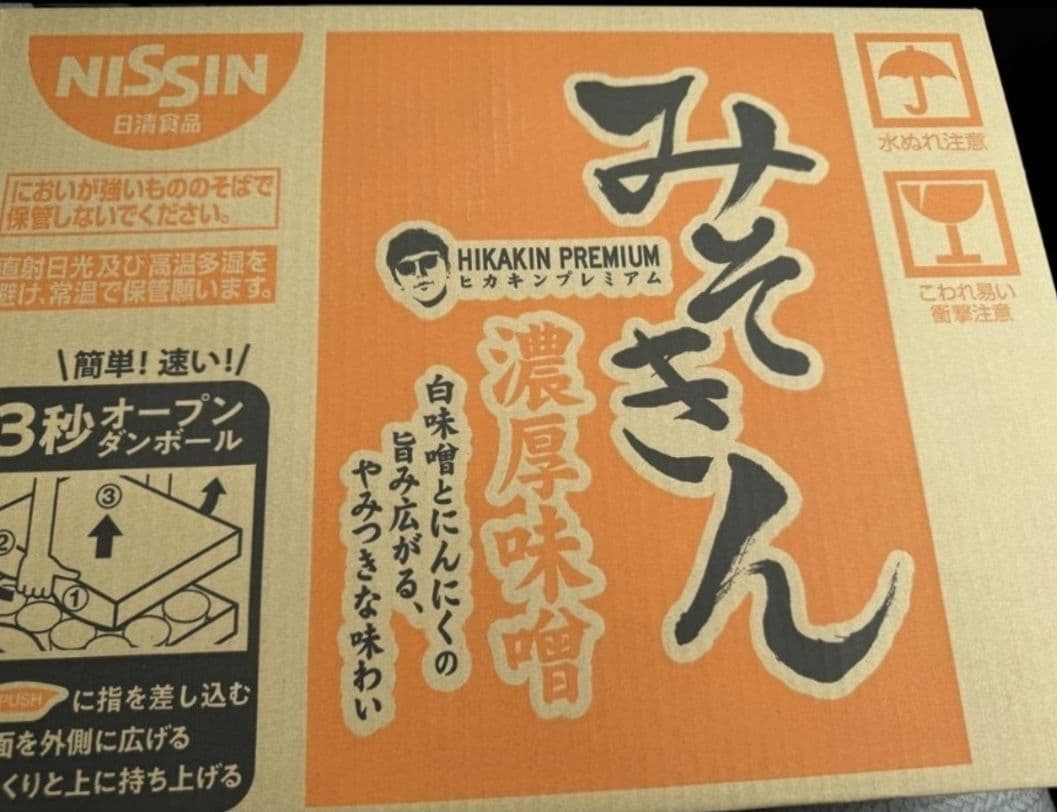 NISSIN
日清食品
においが強いもののそばで
保管しないでください。
直射日光及び高温多湿を
避け、常温で保管願います。
簡単!速い!
3秒オープン
ダンボール
③
②
①
PUSH に指を差し込む
面を外側に広げる
くりと上に持ち上げる
みそきん
HIKAKIN PREMIUM
ヒカキンプレミアム
濃厚味噌
白味噌とにんにくの
旨み広がる、
やみつきな味わい
水ぬれ注意
こわれ易い
衝撃注意